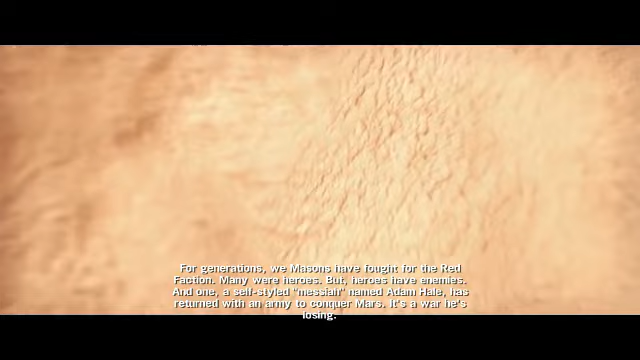 For generations, we Masons have fought for the Red
Faction. Many were heroes. But, heroes have enemies.
And one, a self-styled "messiah" named Adam Hale, has
returned with an army to conquer Mars. It's a war he's
losing.